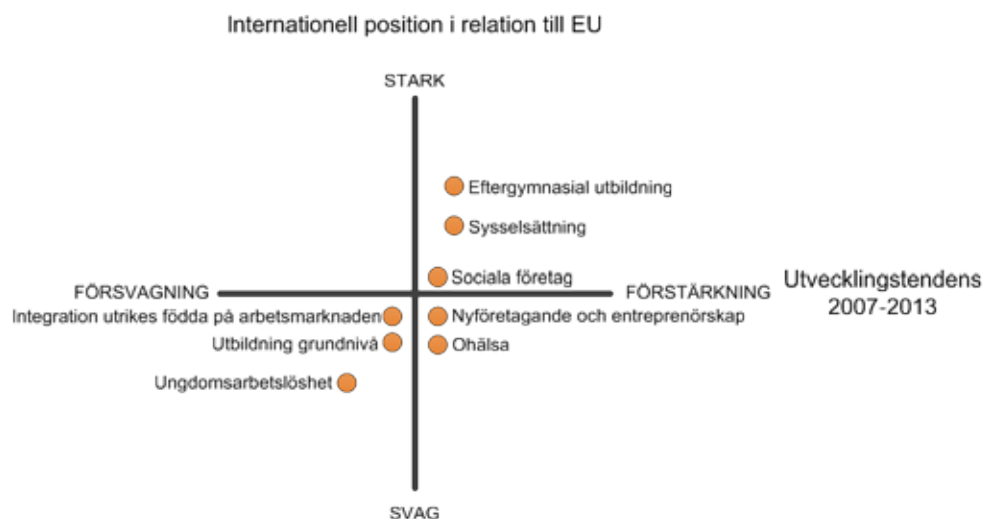 Internationell position i relation till EU
STARK
Eftergymnasial utbildning
Sysselsättning
Sociala företag
FÖRSVAGNING
FÖRSTÄRKNING
Utvecklingstendens
2007-2013
Integration utrikes födda på arbetsmarknaden
Nyföretagande och entreprenörskap
Utbildning grundnivå
Ohälsa
Ungdomsarbetslöshet
SVAG